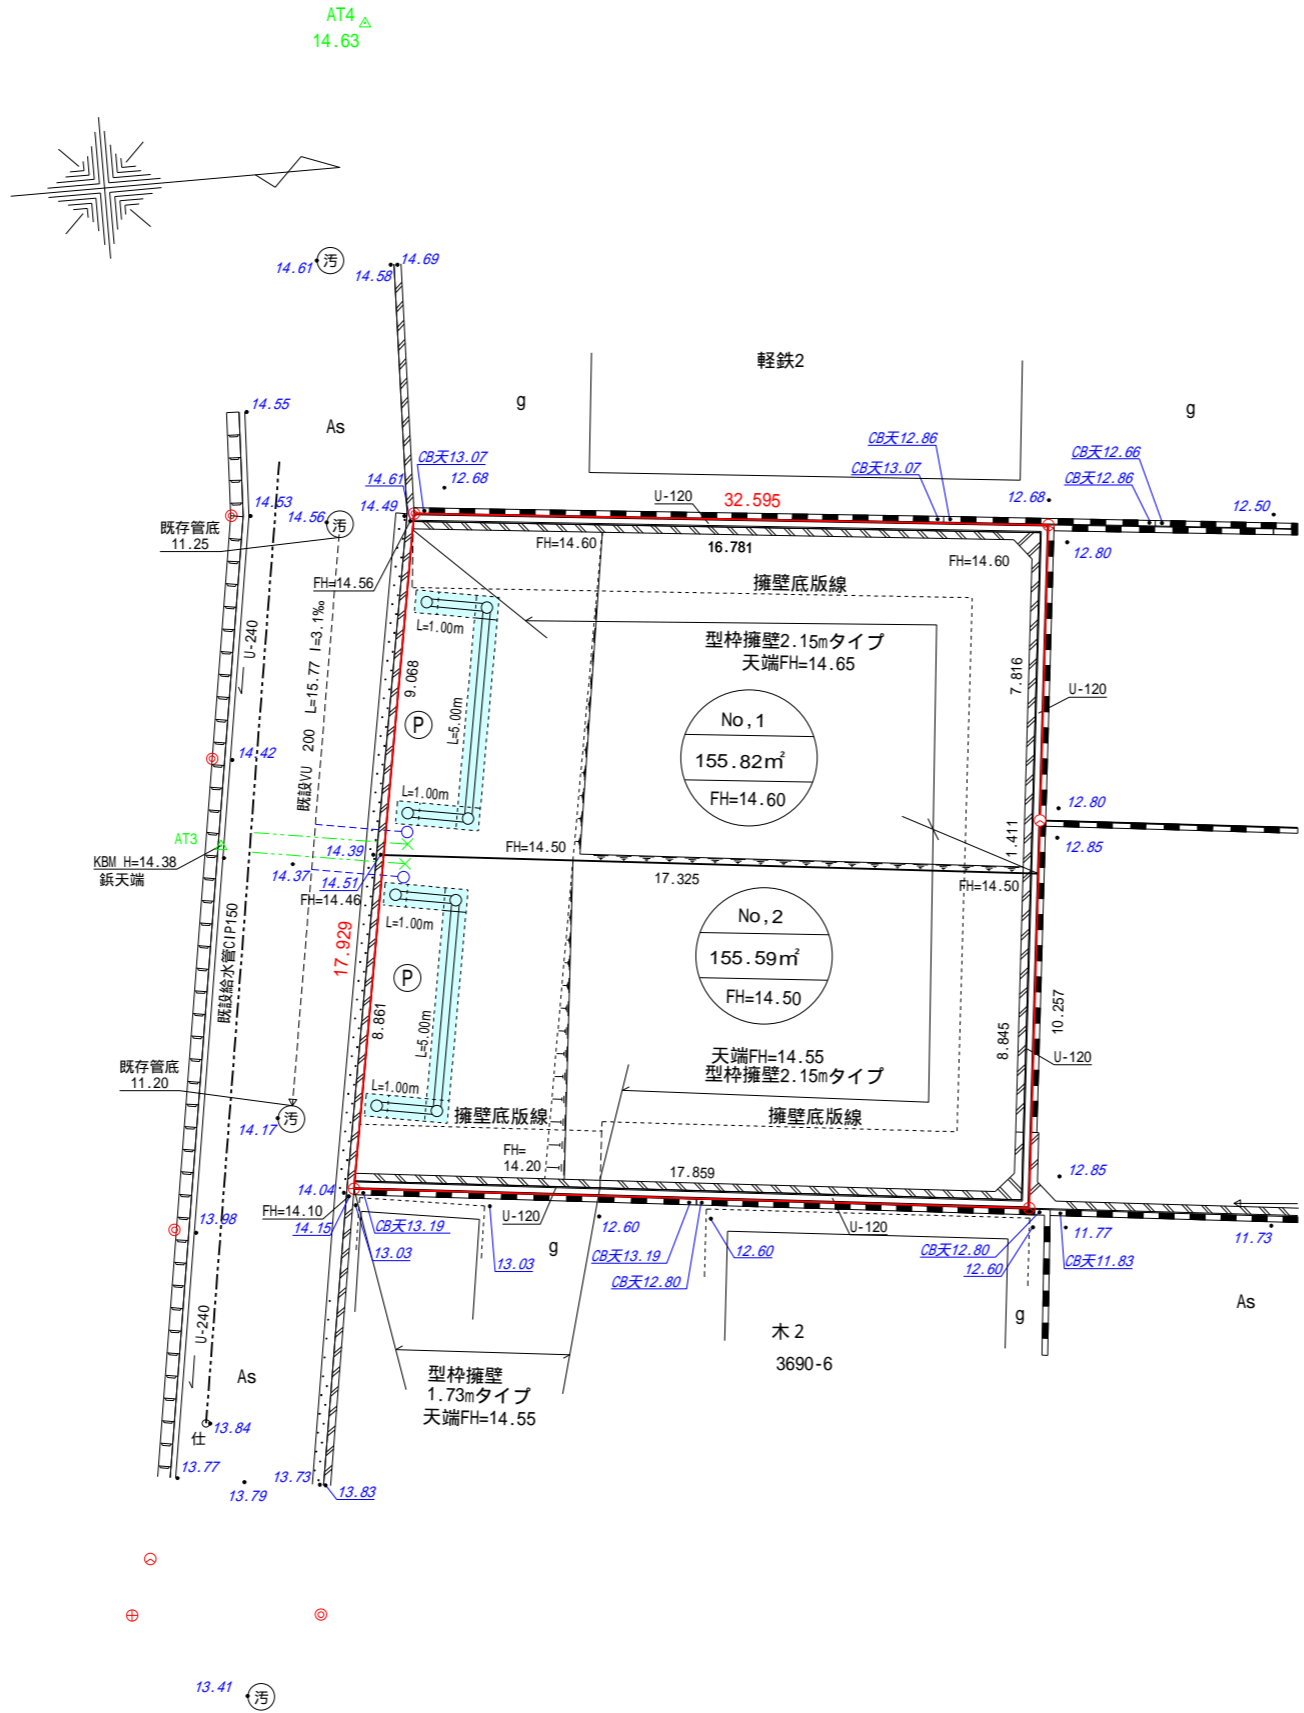 AT4
14.63
14.61
汚
14.58
14.69
軽鉄2
g
g
14.55
As
CB天13.07
12.68
14.61
14.49
CB天12.86
CB天13.07
CB天12.66
CB天12.86
12.68
12.50
U-120
32.595
14.53
14.56
汚
既存管底
11.25
FH=14.60
16.781
FH=14.60
12.80
FH=14.56
擁壁底版線
L=1.00m
型枠擁壁2.15mタイプ
天端FH=14.65
U-240
既設VU 200 L=15.77 I=3.1‰
9.068
L=5.00m
7.816
U-120
P
No,1
155.82㎡
FH=14.60
14.42
L=1.00m
12.80
AT3
KBM H=14.38
鋲天端
14.39
14.37
14.51
FH=14.46
FH=14.50
17.325
1.411
12.85
FH=14.50
L=1.00m
No,2
155.59㎡
FH=14.50
17.929
P
既設給水管CIP150
8.861
L=5.00m
8.845
10.257
U-120
天端FH=14.55
型枠擁壁2.15mタイプ
既存管底
11.20
L=1.00m
擁壁底版線
擁壁底版線
14.17
汚
FH=
14.20
17.859
12.85
14.04
FH=14.10
14.15
CB天13.19
13.03
U-120
g
13.03
12.60
CB天13.19
CB天12.80
12.60
U-120
CB天12.80
12.60
11.77
CB天11.83
11.73
13.98
U-240
As
g
As
木2
3690-6
型枠擁壁
1.73mタイプ
天端FH=14.55
13.84
仕
13.77
13.79
13.73
13.83
13.41
汚